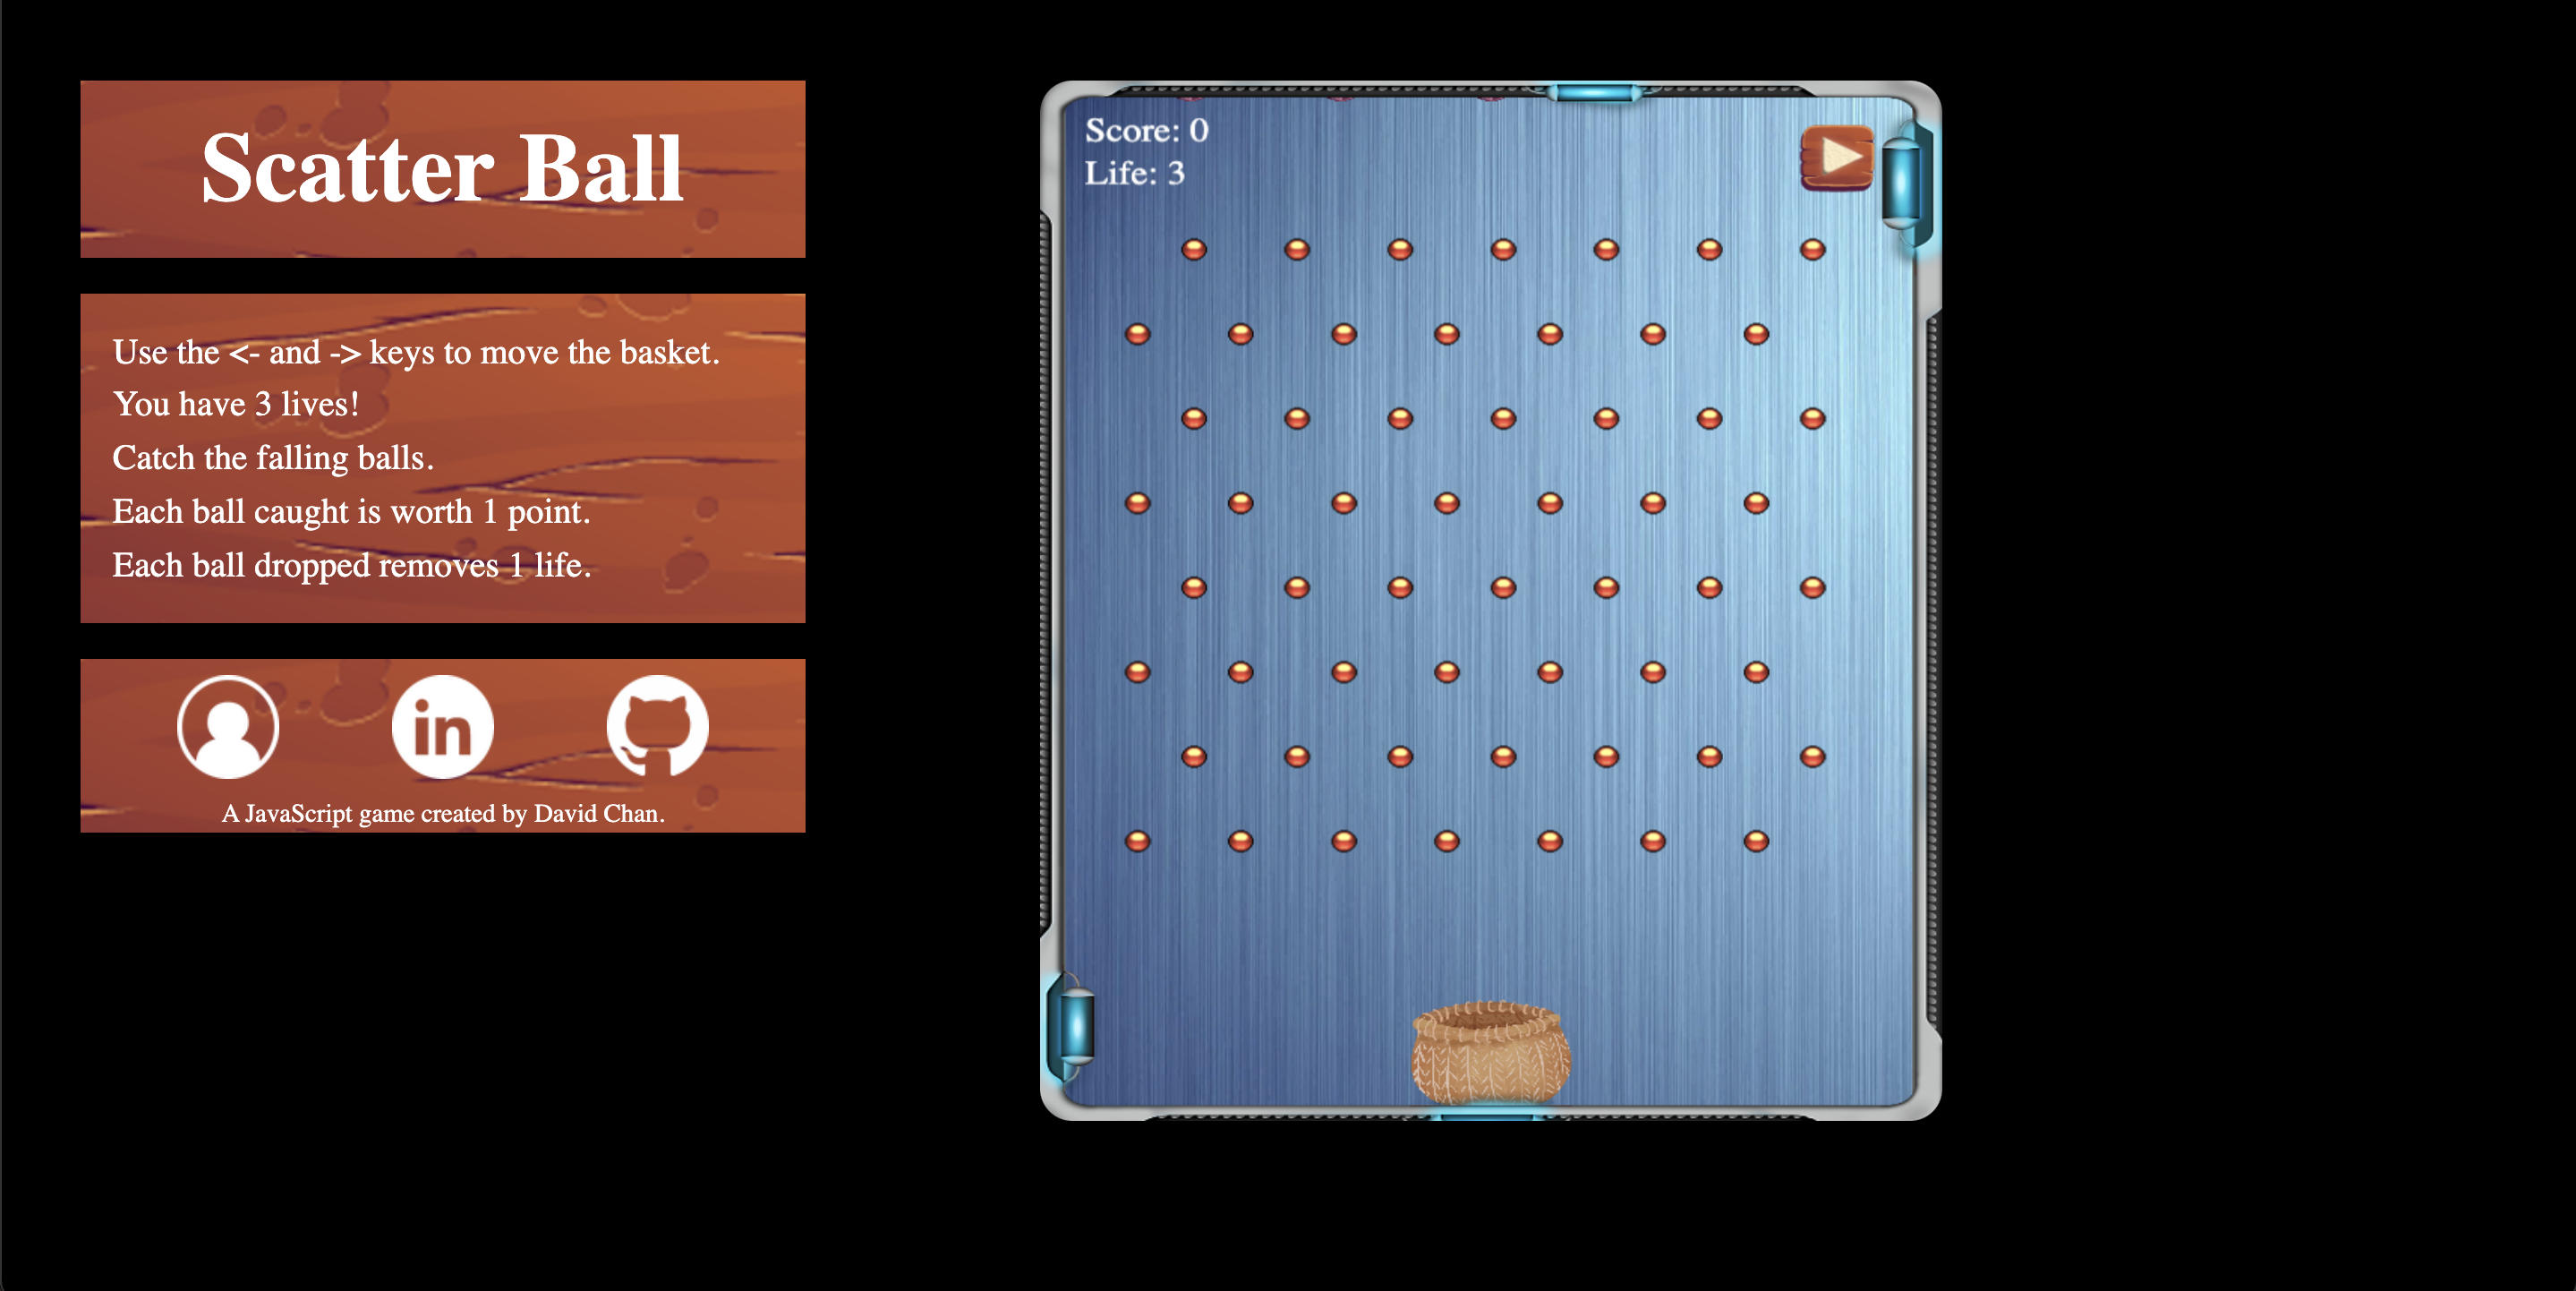 Scatter Ball
Use the <- and -> keys to move the basket.
You have 3 lives!
Catch the falling balls.
Each ball caught is worth 1 point.
Each ball dropped removes 1 life.
in
A JavaScript game created by David Chan.
Score: 0
Life: 3